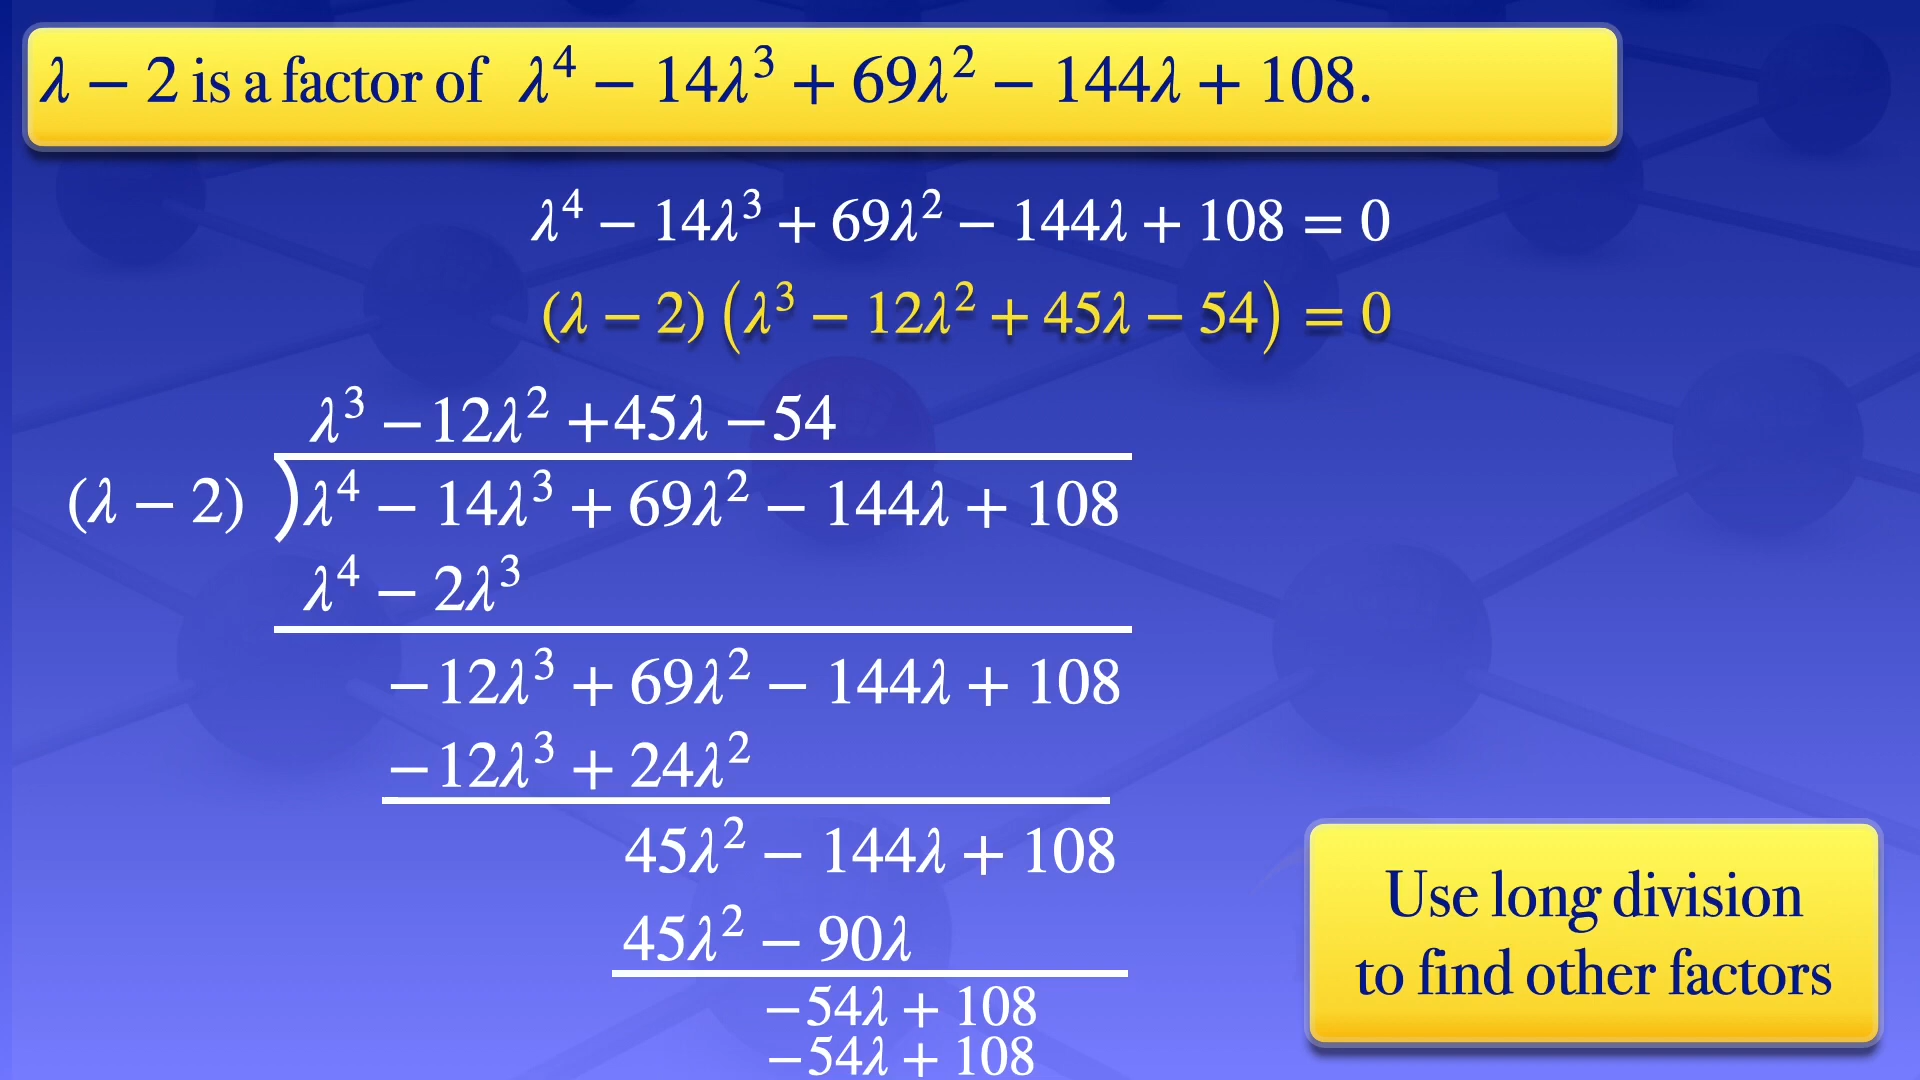 λ − 2 is a factor of λ⁴ − 14λ³ + 69λ² − 144λ + 108.
λ⁴ − 14λ³ + 69λ² − 144λ + 108 = 0
(λ − 2) (λ³ − 12λ² + 45λ − 54) = 0
λ³ −12λ² +45λ −54
(λ − 2) )λ⁴ − 14λ³ + 69λ² − 144λ + 108
λ⁴ − 2λ³
−12λ³ + 69λ² − 144λ + 108
−12λ³ + 24λ²
45λ² − 144λ + 108
45λ² − 90λ
−54λ + 108
−54λ + 108
Use long division
to find other factors